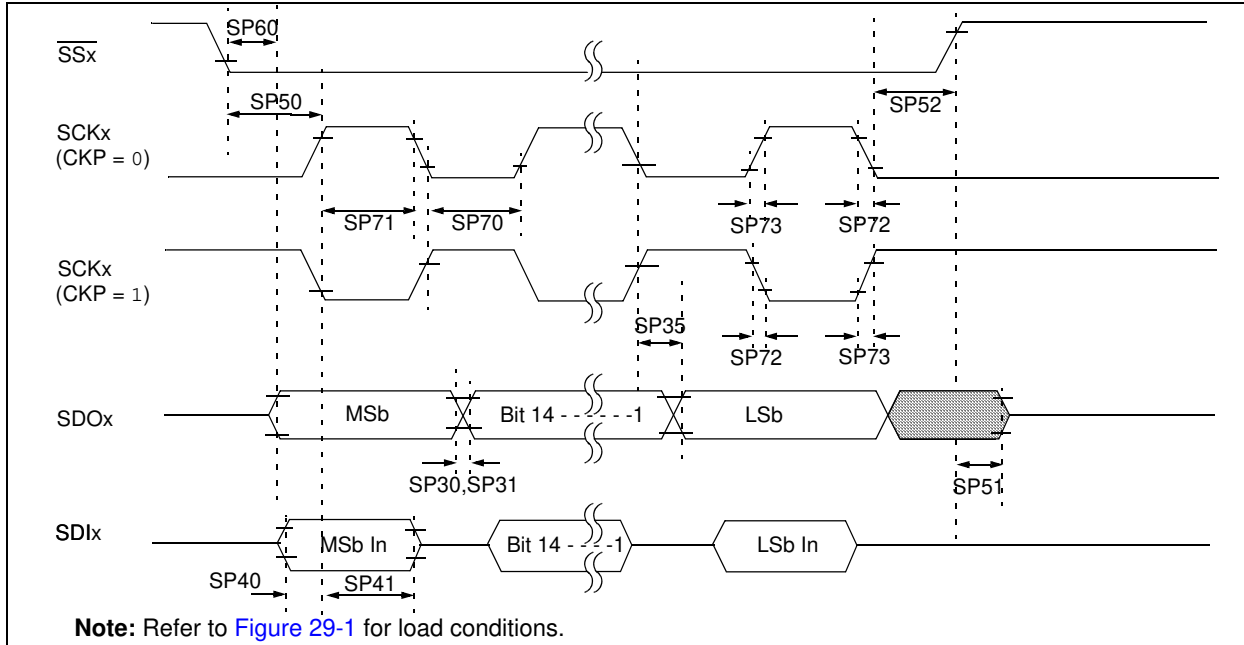 SP60
SSx
SP50
SP52
SCKx
(CKP = 0)
SP71
SP70
SP73
SP72
SCKx
(CKP = 1)
SP35
SP72
SP73
SDOx
MSb
Bit 14 - - - - - -1
LSb
SP30,SP31
SP51
SDIx
MSb In
Bit 14 - - - -1
LSb In
SP40
SP41
Note: Refer to Figure 29-1 for load conditions.